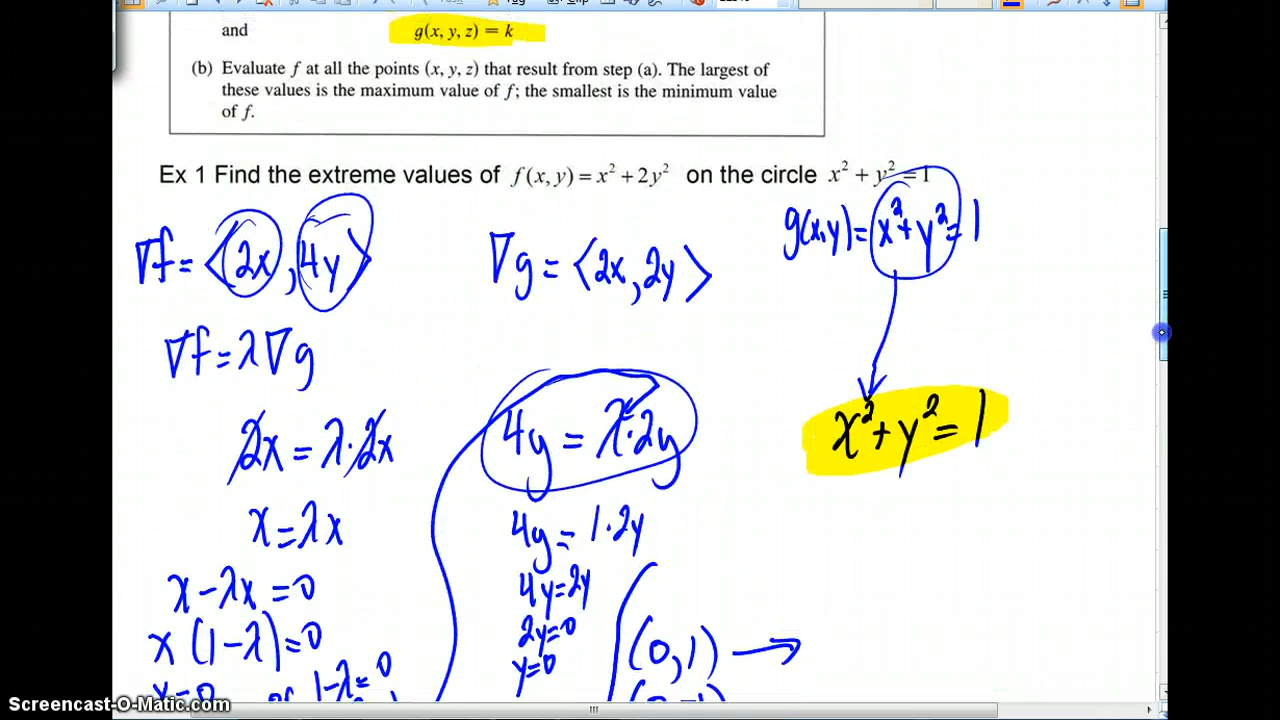 and g(x, y, z) = k
(b) Evaluate f at all the points (x, y, z) that result from step (a). The largest of
these values is the maximum value of f; the smallest is the minimum value
of f.
Ex 1 Find the extreme values of f(x, y) = x² + 2y² on the circle x² + y² = 1
g(x,y) = x² + y² = 1
∇f = ⟨2x, 4y⟩
∇g = ⟨2x, 2y⟩
∇f = λ∇g
2x = λ·2x
4y = λ·2y
x² + y² = 1
x = λx
4y = 1·2y
x - λx = 0
4y = 2y
x(1-λ) = 0
2y = 0
(0, 1) →
y = 0
1-λ = 0
Screencast-O-Matic.com